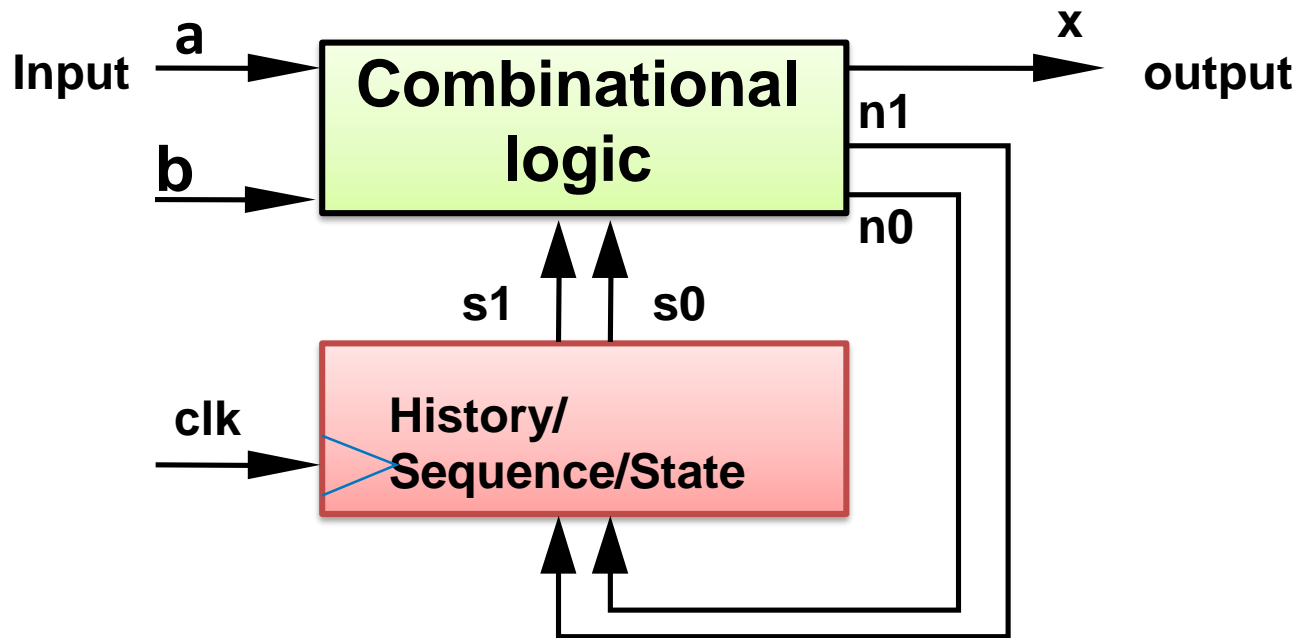 a
x
Input
Combinational
logic
output
n1
b
n0
s1
s0
clk
History/
Sequence/State